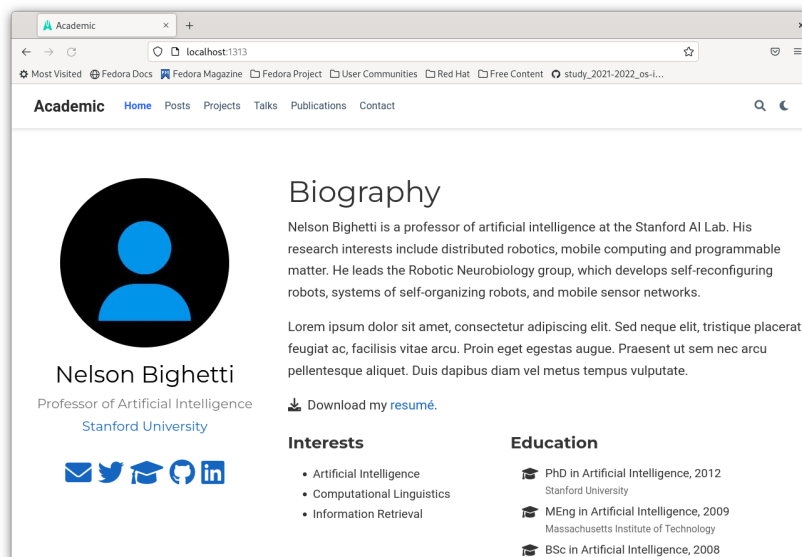 Academic
localhost:1313
Most Visited Fedora Docs Fedora Magazine Fedora Project User Communities Red Hat Free Content study_2021-2022_os-i…
Academic Home Posts Projects Talks Publications Contact
Biography
Nelson Bighetti is a professor of artificial intelligence at the Stanford AI Lab. His
research interests include distributed robotics, mobile computing and programmable
matter. He leads the Robotic Neurobiology group, which develops self-reconfiguring
robots, systems of self-organizing robots, and mobile sensor networks.
Lorem ipsum dolor sit amet, consectetur adipiscing elit. Sed neque elit, tristique placerat
feugiat ac, facilisis vitae arcu. Proin eget egestas augue. Praesent ut sem nec arcu
pellentesque aliquet. Duis dapibus diam vel metus tempus vulputate.
Download my resumé.
Nelson Bighetti
Professor of Artificial Intelligence
Stanford University
Interests
• Artificial Intelligence
• Computational Linguistics
• Information Retrieval
Education
PhD in Artificial Intelligence, 2012
Stanford University
MEng in Artificial Intelligence, 2009
Massachusetts Institute of Technology
BSc in Artificial Intelligence, 2008